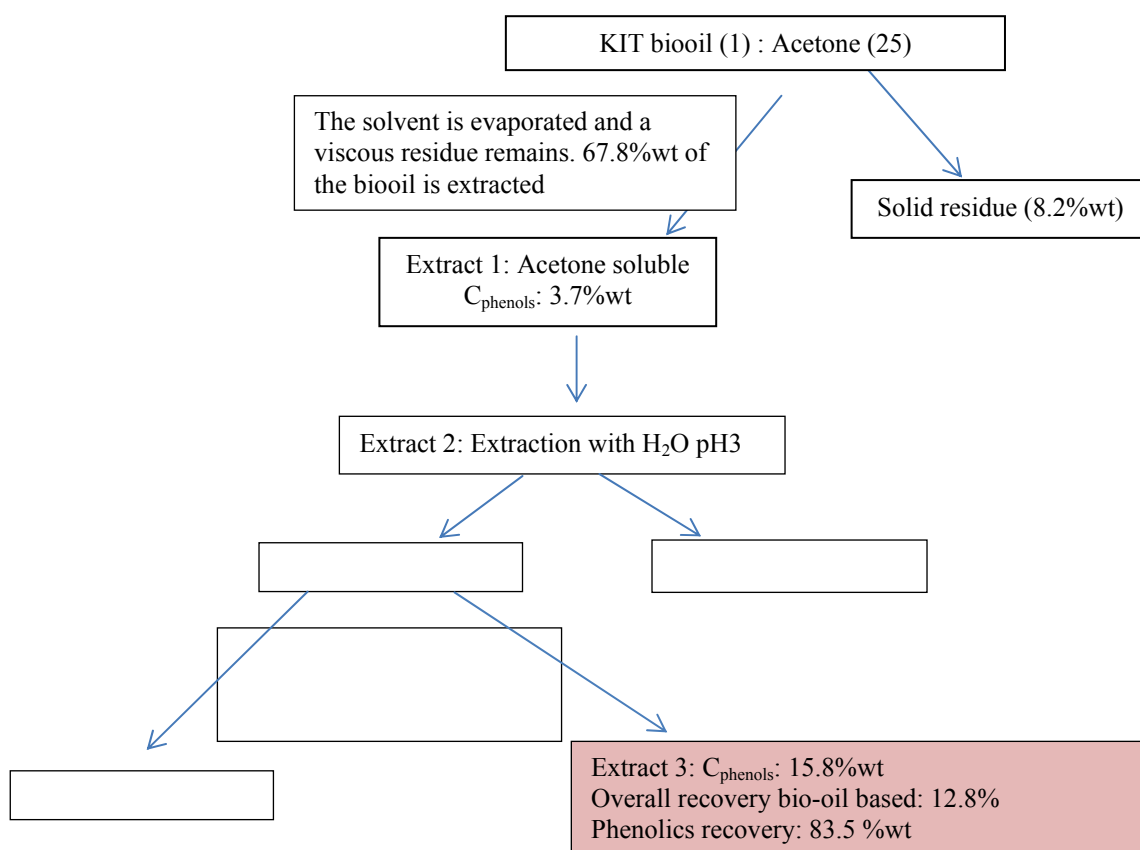 KIT biooil (1) : Acetone (25)
The solvent is evaporated and a
viscous residue remains. 67.8%wt of
the biooil is extracted
Solid residue (8.2%wt)
Extract 1: Acetone soluble
Cphenols: 3.7%wt
Extract 2: Extraction with H₂O pH3
Extract 3: Cphenols: 15.8%wt
Overall recovery bio-oil based: 12.8%
Phenolics recovery: 83.5 %wt